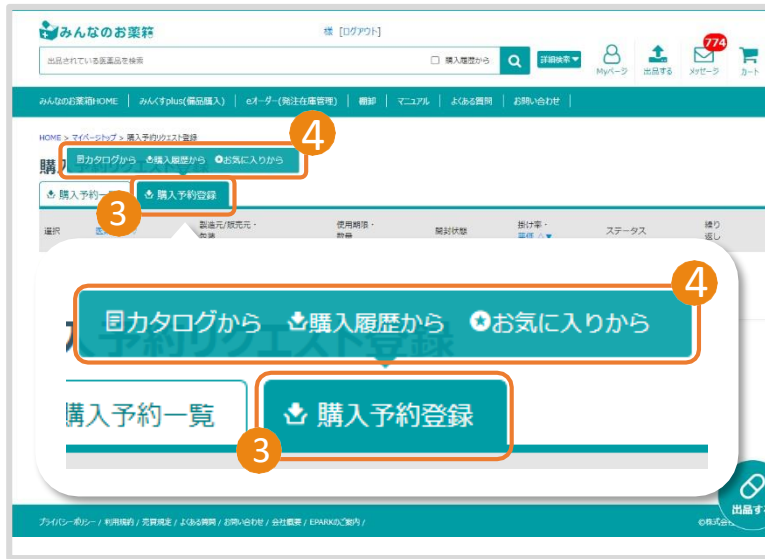 みんなのお薬箱
様 [ログアウト]
出品されている医薬品を検索
購入履歴から
詳細検索▼
Myページ
出品する
774
メッセージ
カート
みんなのお薬箱HOME | みんくすplus(備品購入) | eオーダー(発注在庫管理) | 棚卸 | マニュアル | よくある質問 | お問い合わせ |
HOME > マイページトップ > 購入予約リクエスト登録
4
カタログから 購入履歴から お気に入りから
購入予約一覧
購入予約登録
3
選択
製造元/販売元・
包装
使用期限・
数量
開封状態
掛け率・
薬価 △▼
ステータス
繰り
返し
4
カタログから 購入履歴から お気に入りから
入予約リクエスト登録
購入予約一覧
購入予約登録
3
出品す
プライバシーポリシー / 利用規約 / 売買規定 / よくある質問 / お問い合わせ / 会社概要 / EPARKのご案内 /
©株式会